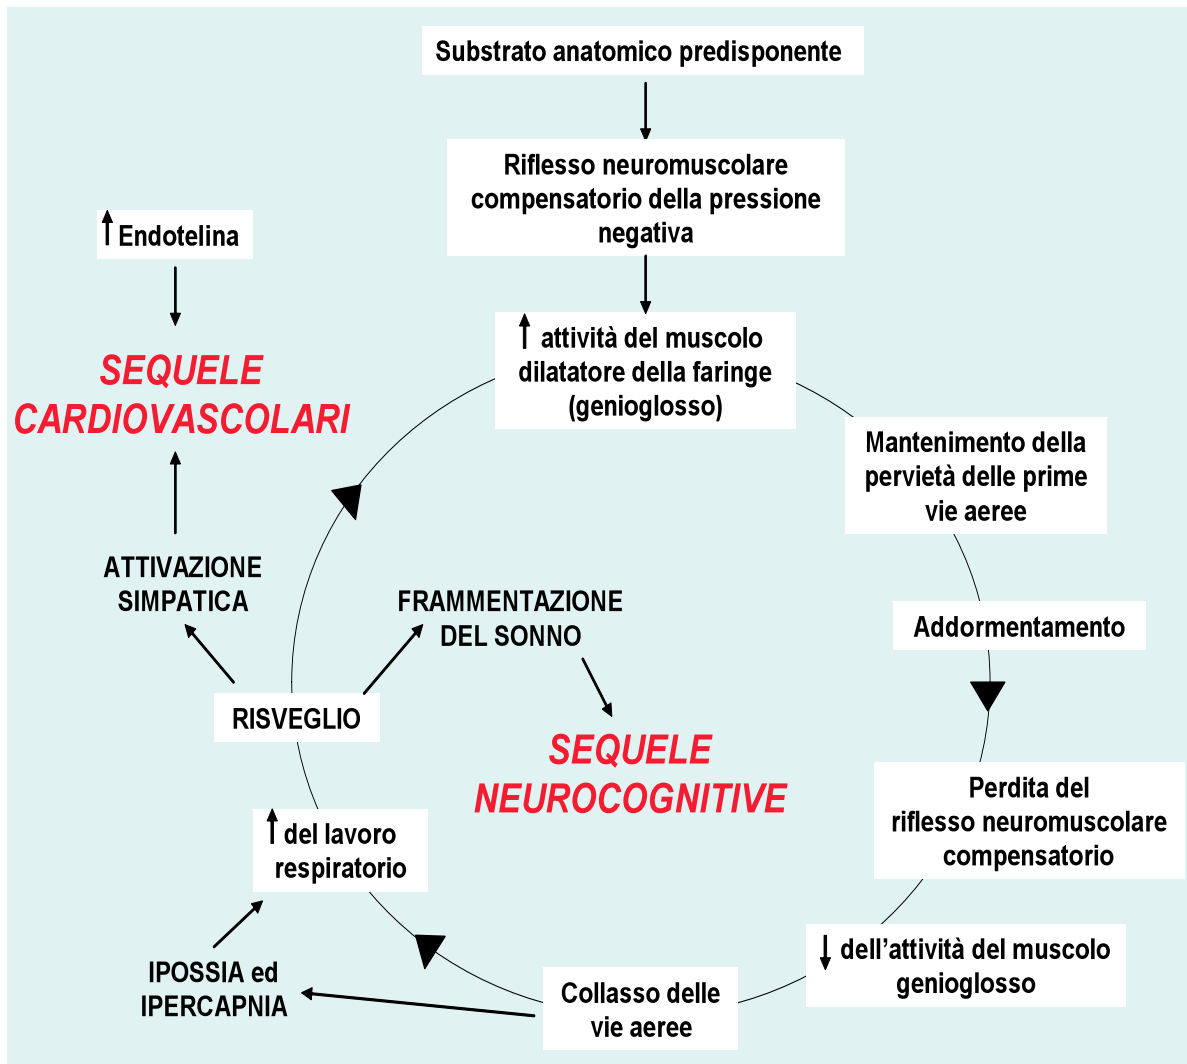 Substrato anatomico predisponente
Riflesso neuromuscolare
compensatorio della pressione
negativa
↑ attività del muscolo
dilatatore della faringe
(genioglosso)
Mantenimento della
pervietà delle prime
vie aeree
Addormentamento
Perdita del
riflesso neuromuscolare
compensatorio
↓ dell'attività del muscolo
genioglosso
Collasso delle
vie aeree
IPOSSIA ed
IPERCAPNIA
↑ del lavoro
respiratorio
RISVEGLIO
FRAMMENTAZIONE
DEL SONNO
SEQUELE
NEUROCOGNITIVE
ATTIVAZIONE
SIMPATICA
SEQUELE
CARDIOVASCOLARI
↑ Endotelina